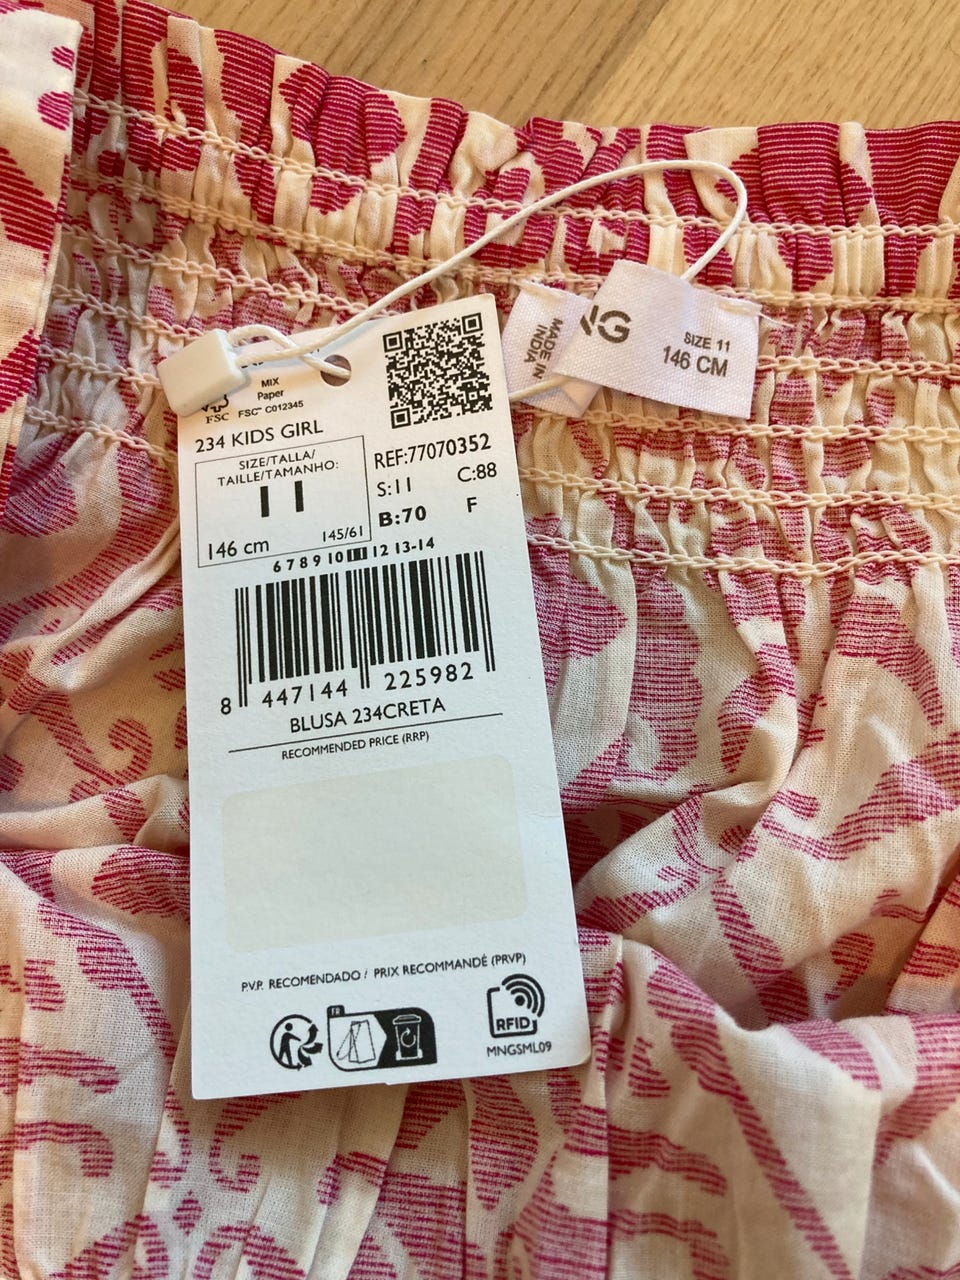 MIX
Paper
FSC™ C012345
FSC
234 KIDS GIRL
SIZE/TALLA/
TAILLE/TAMANHO:
11
146 cm
145/61
REF:77070352
S:11 C:88
B:70 F
6 7 8 9 10 11 12 13-14
8 447144 225982
BLUSA 234CRETA
RECOMMENDED PRICE (RRP)
P.V.P. RECOMENDADO / PRIX RECOMMANDÉ (PRVP)
FR
RFID
MNGSML09
MADE IN
INDIA
NG
SIZE 11
146 CM